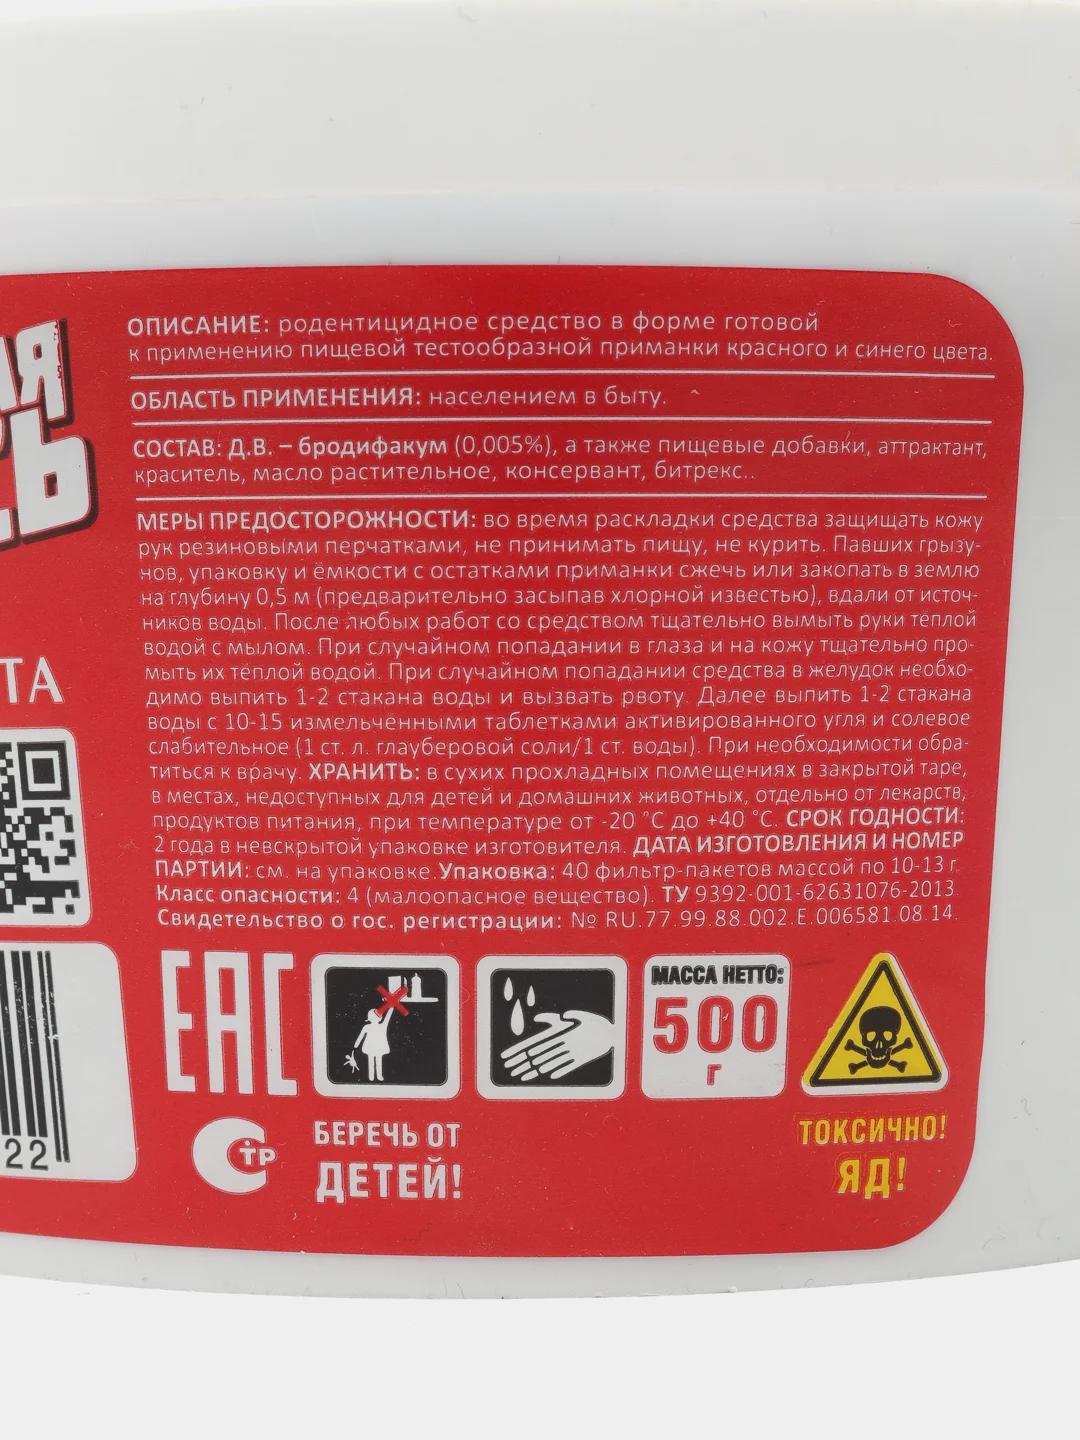 ОПИСАНИЕ: родентицидное средство в форме готовой
к применению пищевой тестообразной приманки красного и синего цвета.
ОБЛАСТЬ ПРИМЕНЕНИЯ: населением в быту.
СОСТАВ: Д.В. – бродифакум (0,005%), а также пищевые добавки, аттрактант,
краситель, масло растительное, консервант, битрекс..
МЕРЫ ПРЕДОСТОРОЖНОСТИ: во время раскладки средства защищать кожу
рук резиновыми перчатками, не принимать пищу, не курить. Павших грызу-
нов, упаковку и ёмкости с остатками приманки сжечь или закопать в землю
на глубину 0,5 м (предварительно засыпав хлорной известью), вдали от источ-
ников воды. После любых работ со средством тщательно вымыть руки тёплой
водой с мылом. При случайном попадании в глаза и на кожу тщательно про-
мыть их тёплой водой. При случайном попадании средства в желудок необхо-
димо выпить 1-2 стакана воды и вызвать рвоту. Далее выпить 1-2 стакана
воды с 10-15 измельчёнными таблетками активированного угля и солевое
слабительное (1 ст. л. глауберовой соли/1 ст. воды). При необходимости обра-
титься к врачу. ХРАНИТЬ: в сухих прохладных помещениях в закрытой таре,
в местах, недоступных для детей и домашних животных, отдельно от лекарств,
продуктов питания, при температуре от -20 °С до +40 °С. СРОК ГОДНОСТИ:
2 года в невскрытой упаковке изготовителя. ДАТА ИЗГОТОВЛЕНИЯ И НОМЕР
ПАРТИИ: см. на упаковке. Упаковка: 40 фильтр-пакетов массой по 10-13 г.
Класс опасности: 4 (малоопасное вещество). ТУ 9392-001-62631076-2013.
Свидетельство о гос. регистрации: № RU.77.99.88.002.Е.006581.08.14.
ТА
22
EAC
МАССА НЕТТО:
500
г
СТР
БЕРЕЧЬ ОТ
ДЕТЕЙ!
ТОКСИЧНО!
ЯД!